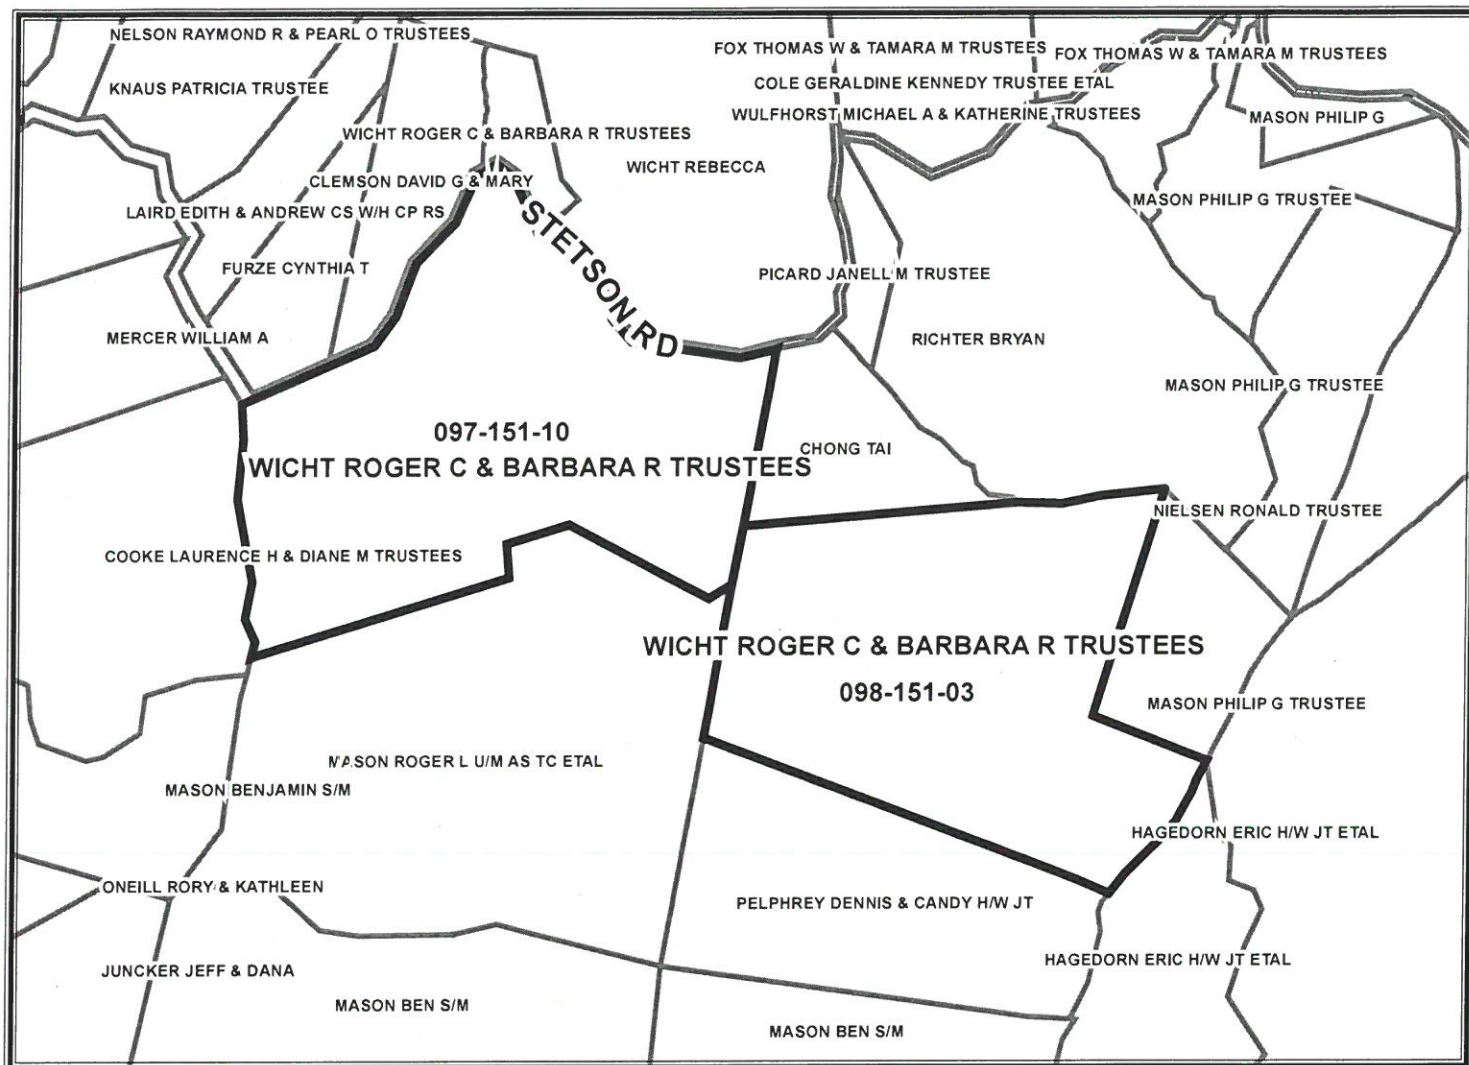 NELSON RAYMOND R & PEARL O TRUSTEES
FOX THOMAS W & TAMARA M TRUSTEES
FOX THOMAS W & TAMARA M TRUSTEES
KNAUS PATRICIA TRUSTEE
COLE GERALDINE KENNEDY TRUSTEE ETAL
WULFHORST MICHAEL A & KATHERINE TRUSTEES
MASON PHILIP G
WICHT ROGER C & BARBARA R TRUSTEES
WICHT REBECCA
CLEMSON DAVID G & MARY
LAIRD EDITH & ANDREW CS W/H CP RS
MASON PHILIP G TRUSTEE
STETSON RD
FURZE CYNTHIA T
PICARD JANELL M TRUSTEE
MERCER WILLIAM A
RICHTER BRYAN
MASON PHILIP G TRUSTEE
097-151-10
WICHT ROGER C & BARBARA R TRUSTEES
CHONG TAI
NIELSEN RONALD TRUSTEE
COOKE LAURENCE H & DIANE M TRUSTEES
WICHT ROGER C & BARBARA R TRUSTEES
098-151-03
MASON PHILIP G TRUSTEE
MASON ROGER L U/M AS TC ETAL
MASON BENJAMIN S/M
HAGEDORN ERIC H/W JT ETAL
ONEILL RORY & KATHLEEN
PELPHREY DENNIS & CANDY H/W JT
HAGEDORN ERIC H/W JT ETAL
JUNCKER JEFF & DANA
MASON BEN S/M
MASON BEN S/M